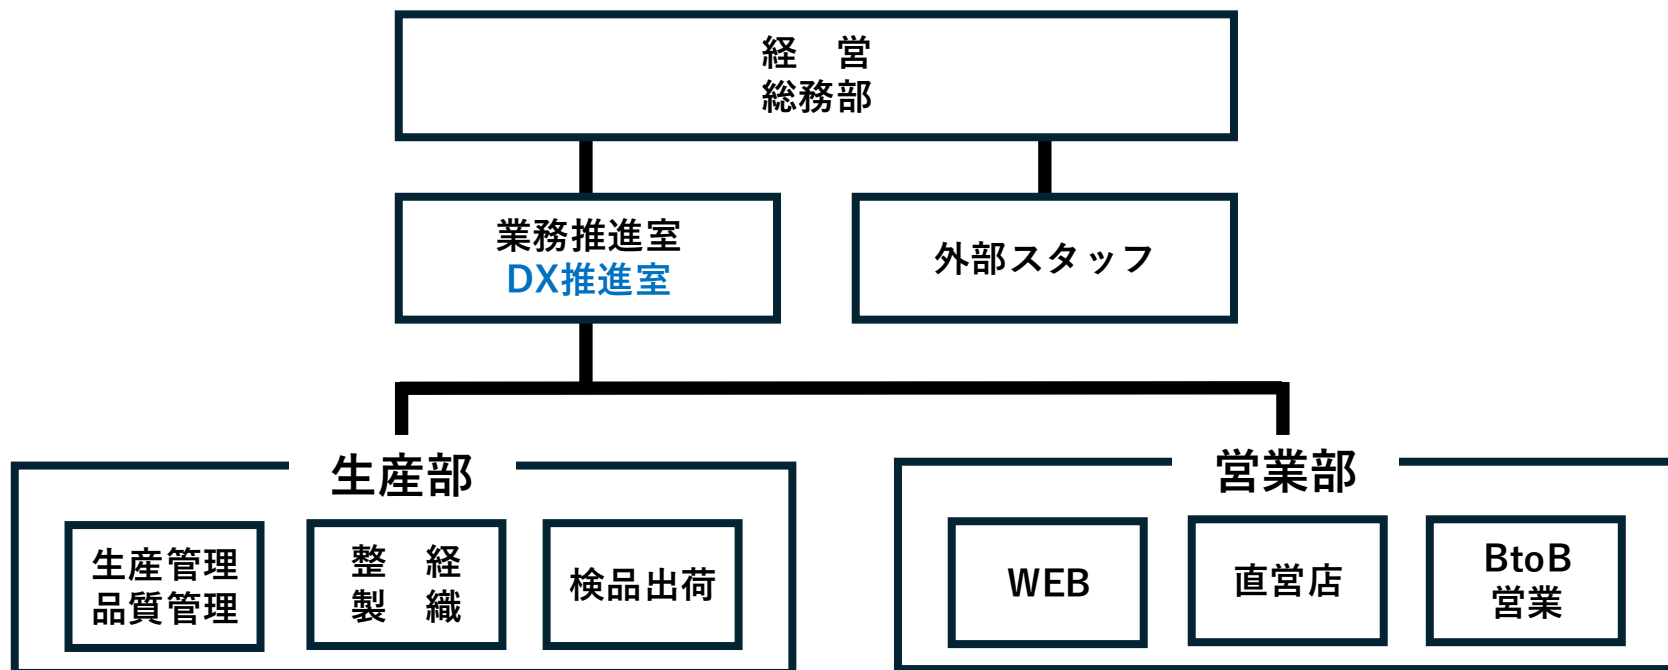 経　営
総務部
業務推進室
DX推進室
外部スタッフ
生産部
生産管理
品質管理
整　経
製　織
検品出荷
営業部
WEB
直営店
BtoB
営業